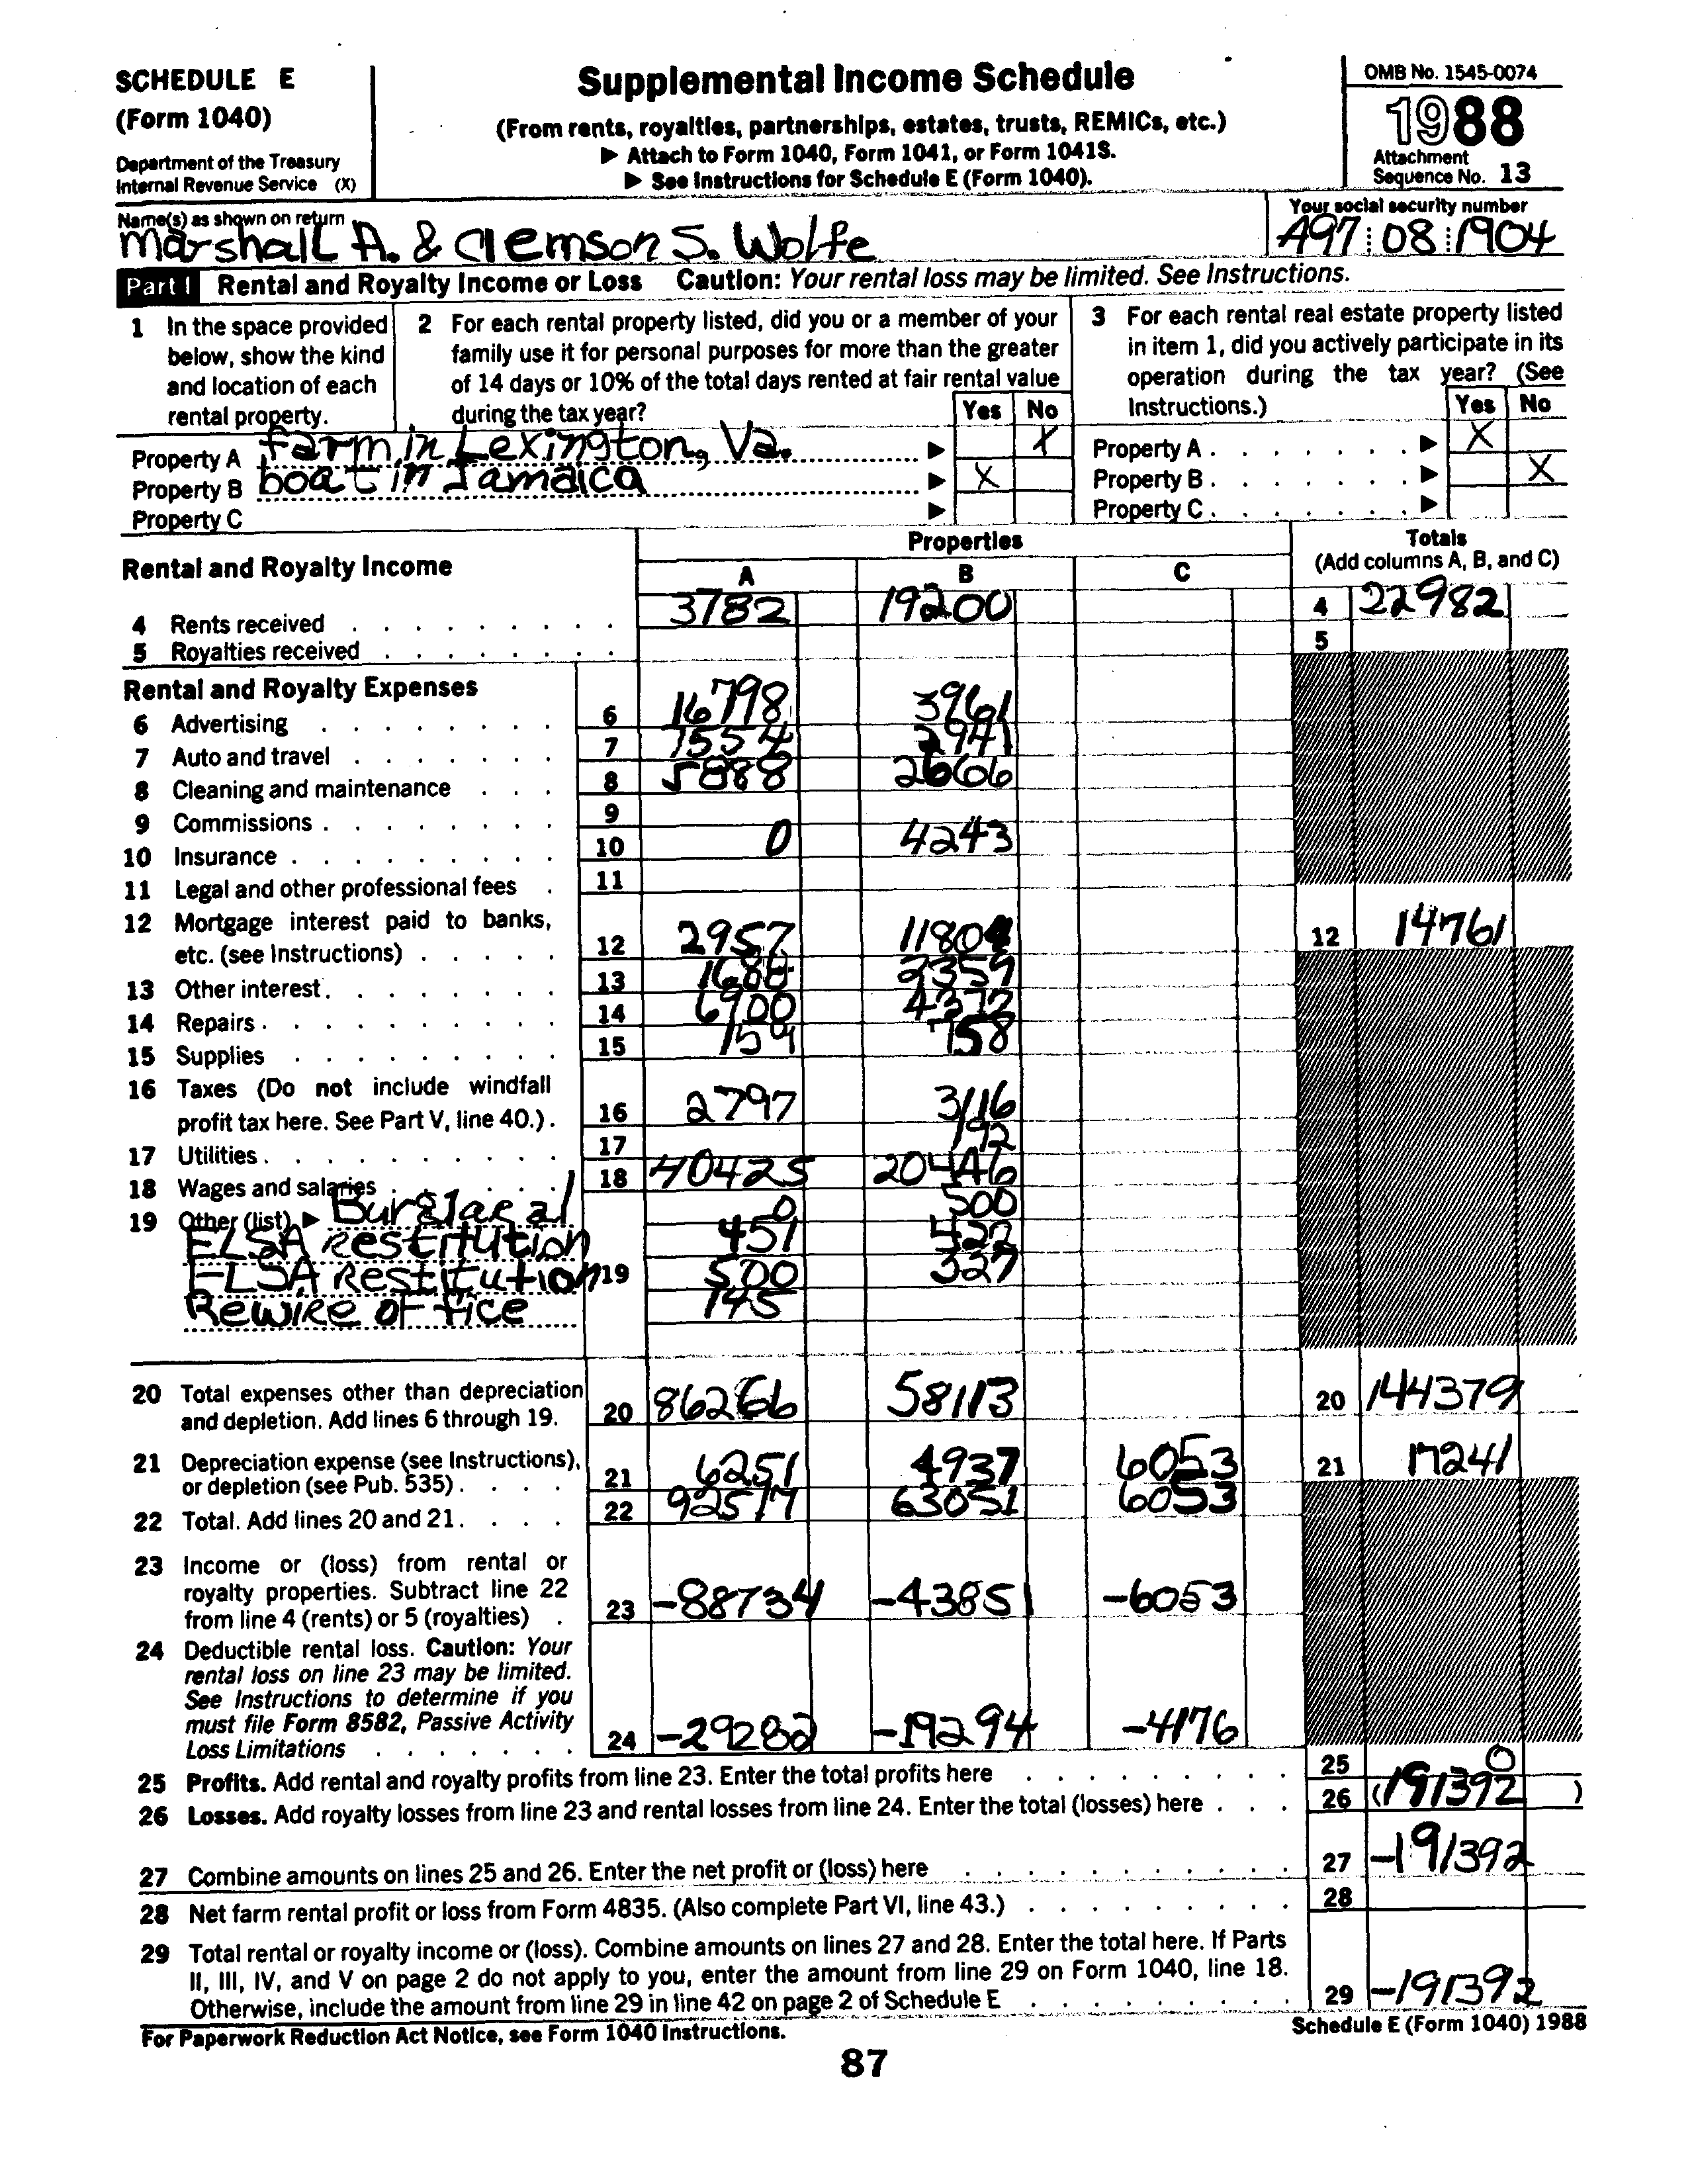 SCHEDULE E
(Form 1040)
Department of the Treasury
Internal Revenue Service (X)
Supplemental Income Schedule
(From rents, royalties, partnerships, estates, trusts, REMICs, etc.)
▶ Attach to Form 1040, Form 1041, or Form 1041S.
▶ See Instructions for Schedule E (Form 1040).
OMB No. 1545-0074
1988
Attachment
Sequence No. 13
Name(s) as shown on return
Marshall A. & Clemson S. Wolfe
Your social security number
A97 08 1904
Part I Rental and Royalty Income or Loss Caution: Your rental loss may be limited. See Instructions.
1 In the space provided
below, show the kind
and location of each
rental property.
2 For each rental property listed, did you or a member of your
family use it for personal purposes for more than the greater
of 14 days or 10% of the total days rented at fair rental value
during the tax year? Yes No
3 For each rental real estate property listed
in item 1, did you actively participate in its
operation during the tax year? (See
Instructions.) Yes No
Property A farm in Lexington, Va. ▶ X
Property B boat in Jamaica ▶ X
Property C ▶
Property A . . . . . . . ▶ X
Property B . . . . . . . ▶ X
Property C . . . . . . . ▶
Rental and Royalty Income
Properties
A B C
Totals
(Add columns A, B, and C)
4 Rents received 3782 19200 4 22982
5 Royalties received 5
Rental and Royalty Expenses
6 Advertising 6 16798 3961
7 Auto and travel 7 7554 2941
8 Cleaning and maintenance 8 5888 2666
9 Commissions 9
10 Insurance 10 0 4243
11 Legal and other professional fees 11
12 Mortgage interest paid to banks,
etc. (see Instructions) 12 2957 11804 12 14761
13 Other interest 13 1688 2359
14 Repairs 14 6900 4372
15 Supplies 15 159 758
16 Taxes (Do not include windfall
profit tax here. See Part V, line 40.) 16 2797 3116
17 Utilities 17 192
18 Wages and salaries 18 40425 20446
19 Other (list) ▶ Burglar al 0 500
ELSA Restitution 451 422
FLSA Restitution 19 500 327
Rewire office 145
20 Total expenses other than depreciation
and depletion. Add lines 6 through 19. 20 86266 58113 20 144379
21 Depreciation expense (see Instructions),
or depletion (see Pub. 535) 21 6251 4937 6053 21 17241
22 Total. Add lines 20 and 21. 22 92517 63051 6053
23 Income or (loss) from rental or
royalty properties. Subtract line 22
from line 4 (rents) or 5 (royalties) 23 -88734 -43851 -6053
24 Deductible rental loss. Caution: Your
rental loss on line 23 may be limited.
See Instructions to determine if you
must file Form 8582, Passive Activity
Loss Limitations 24 -29282 -19294 -4176
25 Profits. Add rental and royalty profits from line 23. Enter the total profits here 25 0
26 Losses. Add royalty losses from line 23 and rental losses from line 24. Enter the total (losses) here 26 (191392)
27 Combine amounts on lines 25 and 26. Enter the net profit or (loss) here 27 -191392
28 Net farm rental profit or loss from Form 4835. (Also complete Part VI, line 43.) 28
29 Total rental or royalty income or (loss). Combine amounts on lines 27 and 28. Enter the total here. If Parts
II, III, IV, and V on page 2 do not apply to you, enter the amount from line 29 on Form 1040, line 18.
Otherwise, include the amount from line 29 in line 42 on page 2 of Schedule E 29 -191392
For Paperwork Reduction Act Notice, see Form 1040 Instructions.
Schedule E (Form 1040) 1988
87